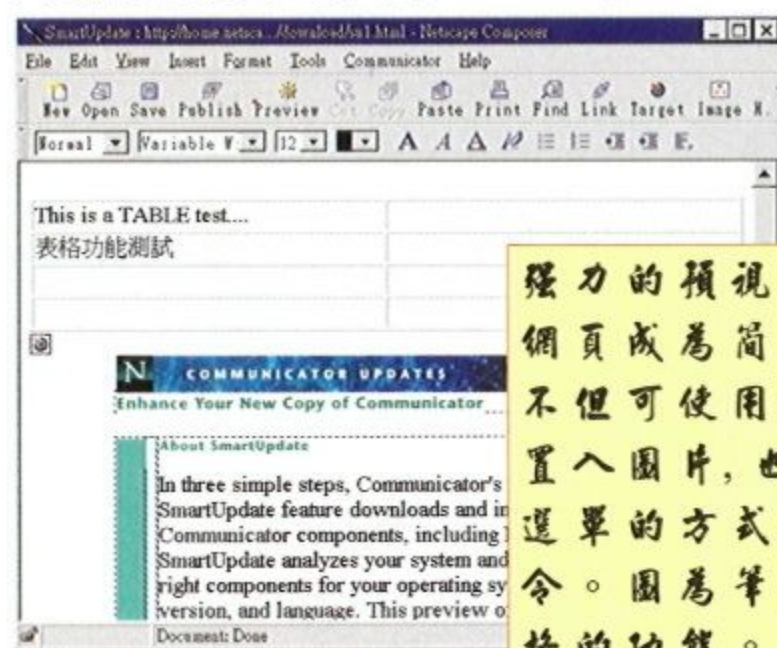 SmartUpdate : http://home.netsca.../download/su1.html - Netscape Composer
File Edit View Insert Format Tools Communicator Help
New Open Save Publish Preview Cut Copy Paste Print Find Link Target Image H.
Normal Variable W 12 A A A
This is a TABLE test....
表格功能測試
N COMMUNICATOR UPDATES
Enhance Your New Copy of Communicator
About SmartUpdate
In three simple steps, Communicator's
SmartUpdate feature downloads and in
Communicator components, including
SmartUpdate analyzes your system and
right components for your operating sy
version, and language. This preview o
Document: Done
强力的預視
網頁成為简
不但可使用
置入圖片，也
選單的方式
令。圖為筆
格的功能。